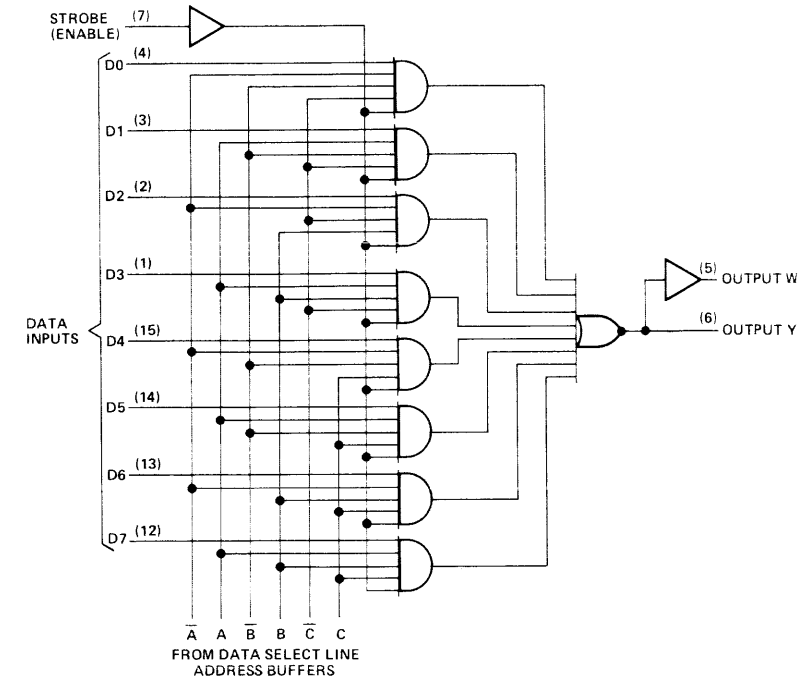 STROBE (7)
(ENABLE)
D0 (4)
D1 (3)
D2 (2)
D3 (1)
DATA
INPUTS
D4 (15)
D5 (14)
D6 (13)
D7 (12)
(5) OUTPUT W
(6) OUTPUT Y
A̅ A B̅ B C̅ C
FROM DATA SELECT LINE
ADDRESS BUFFERS